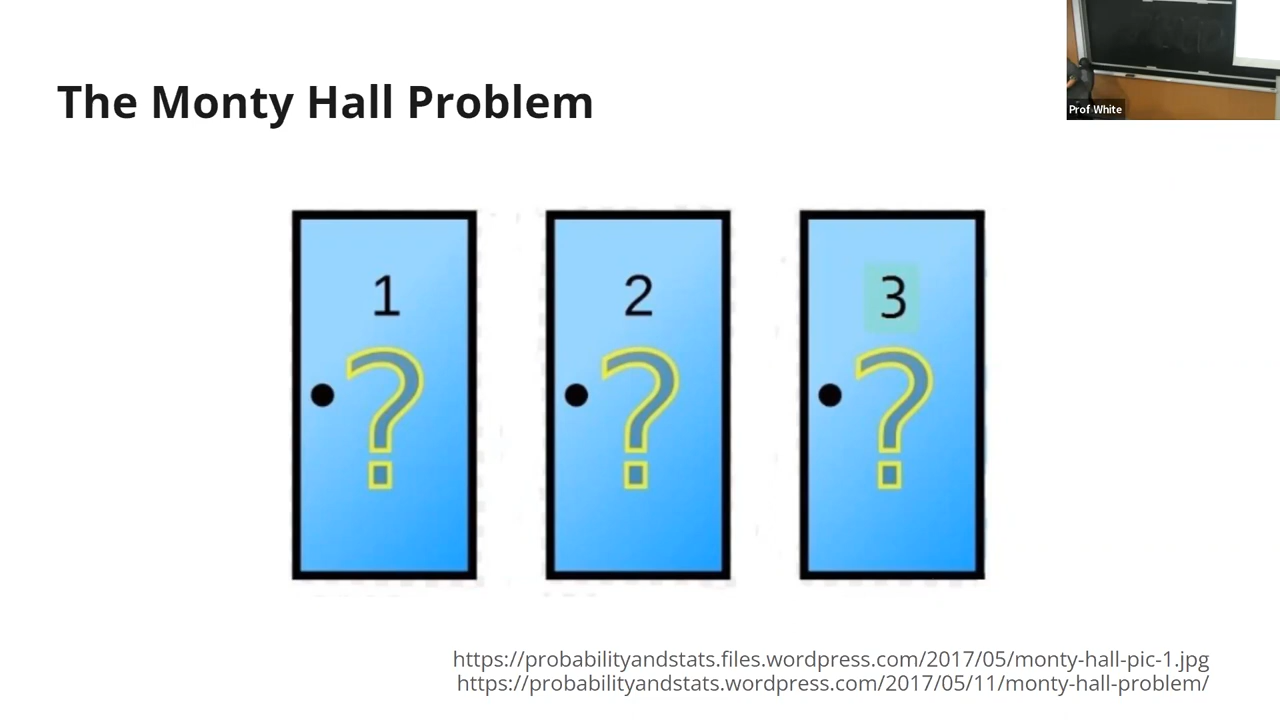 The Monty Hall Problem
Prof White
1
2
3
?
?
?
https://probabilityandstats.files.wordpress.com/2017/05/monty-hall-pic-1.jpg
https://probabilityandstats.wordpress.com/2017/05/11/monty-hall-problem/